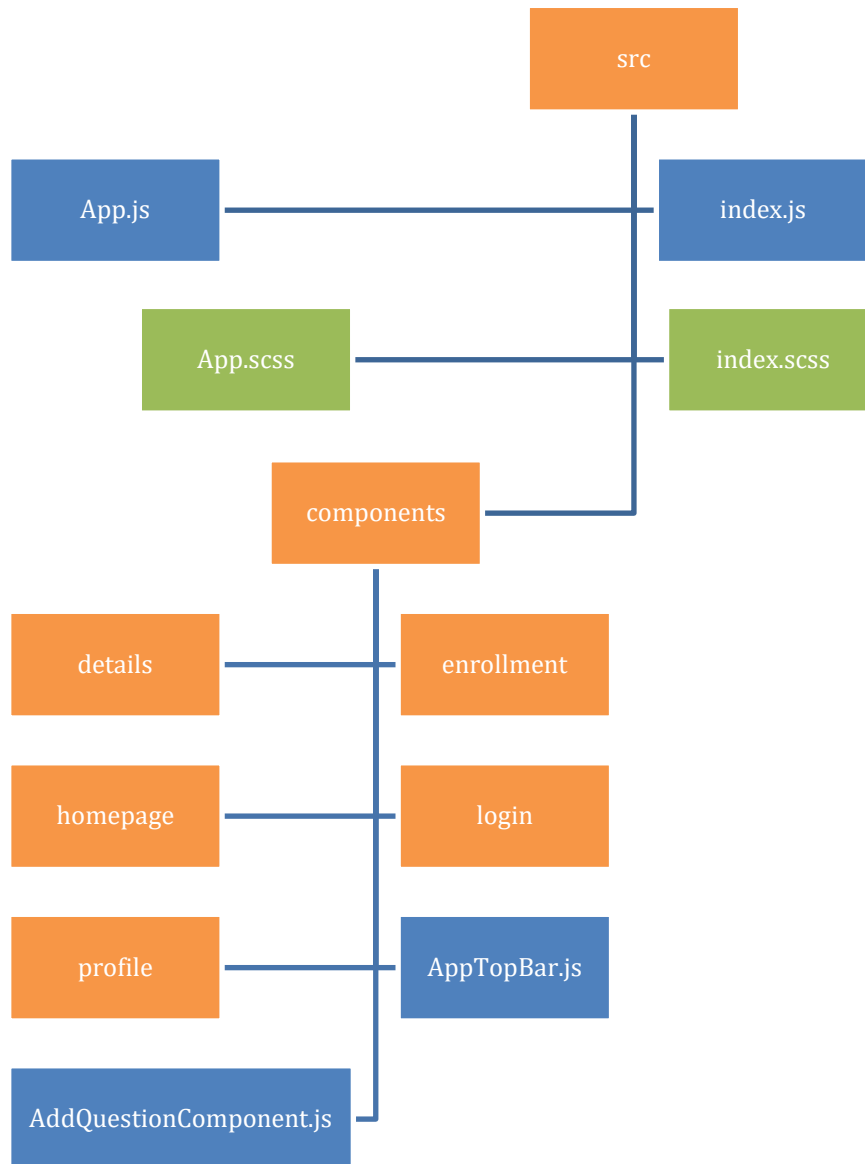 src
App.js
index.js
App.scss
index.scss
components
details
enrollment
homepage
login
profile
AppTopBar.js
AddQuestionComponent.js